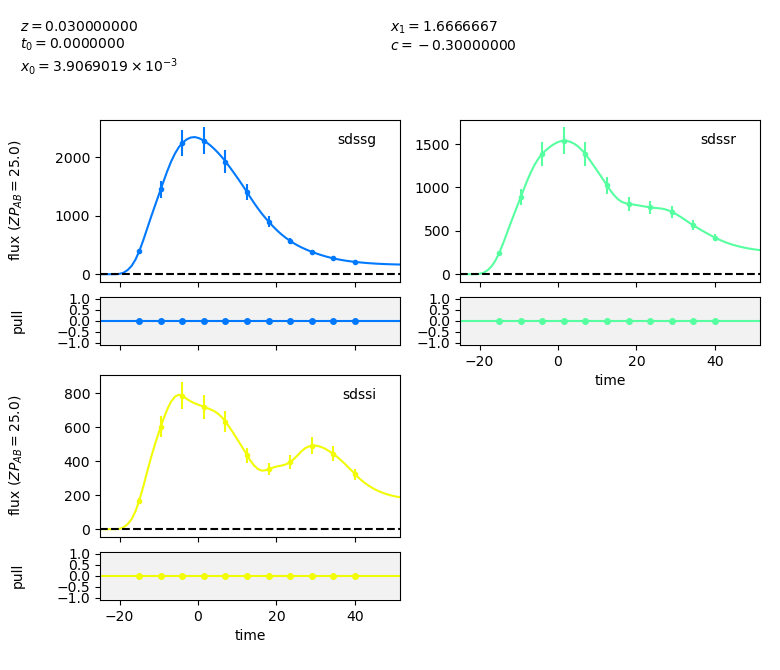 z = 0.030000000
t₀ = 0.0000000
x₀ = 3.9069019 × 10⁻³
x₁ = 1.6666667
c = −0.30000000
flux (ZP_AB = 25.0)
2000
1000
0
sdssg
1500
1000
500
0
sdssr
pull
1.0
0.5
0.0
−0.5
−1.0
1.0
0.5
0.0
−0.5
−1.0
−20 0 20 40
time
flux (ZP_AB = 25.0)
800
600
400
200
0
sdssi
pull
1.0
0.5
0.0
−0.5
−1.0
−20 0 20 40
time